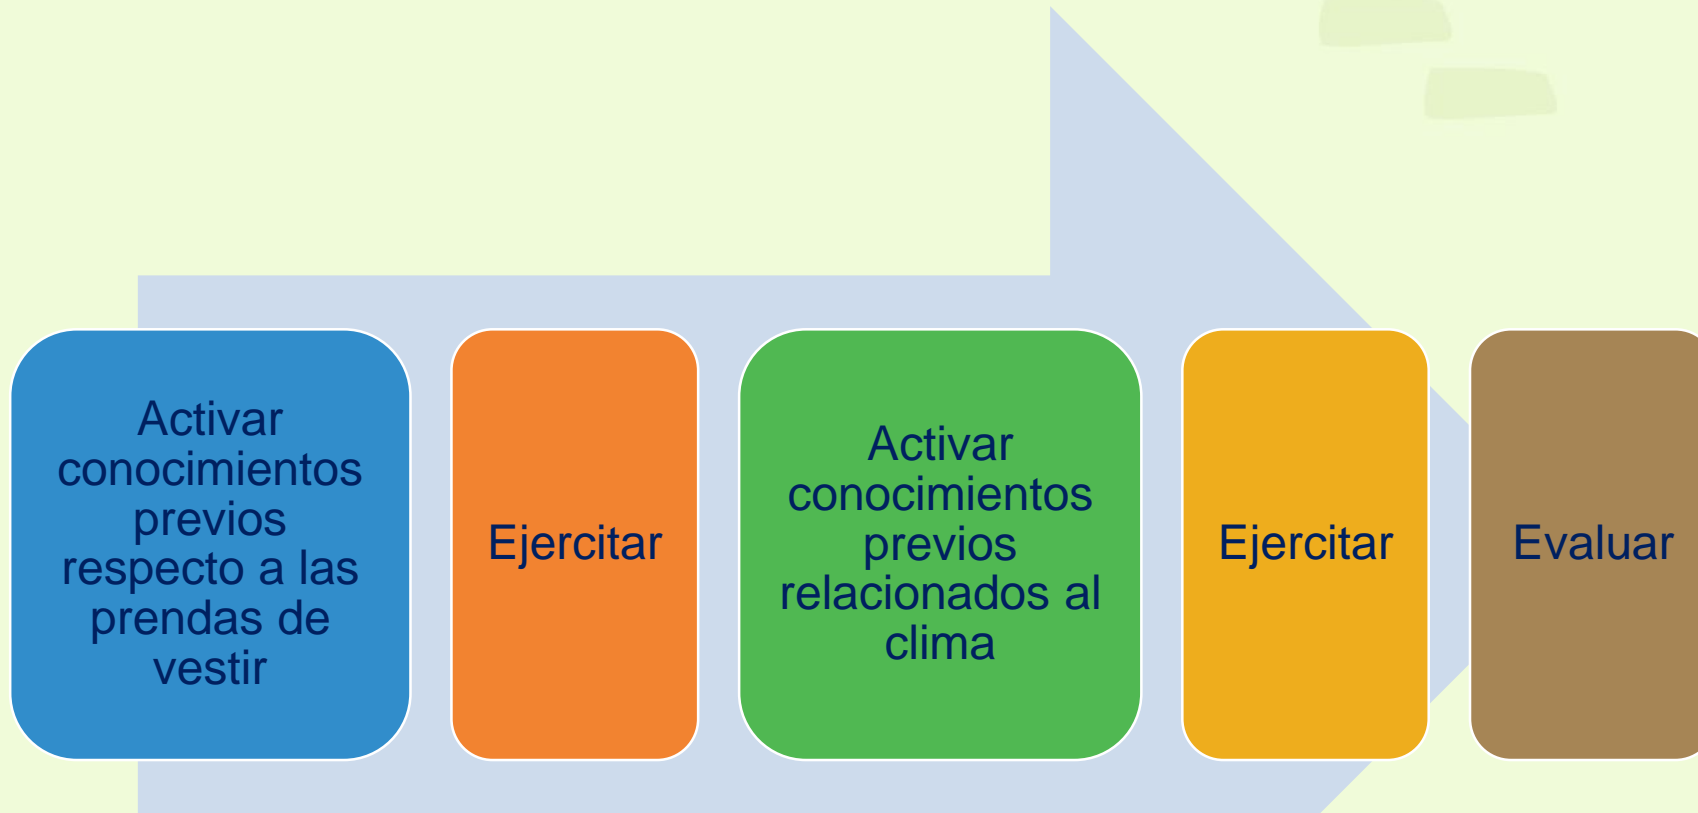 Activar
conocimientos
previos
respecto a las
prendas de
vestir
Ejercitar
Activar
conocimientos
previos
relacionados al
clima
Ejercitar
Evaluar